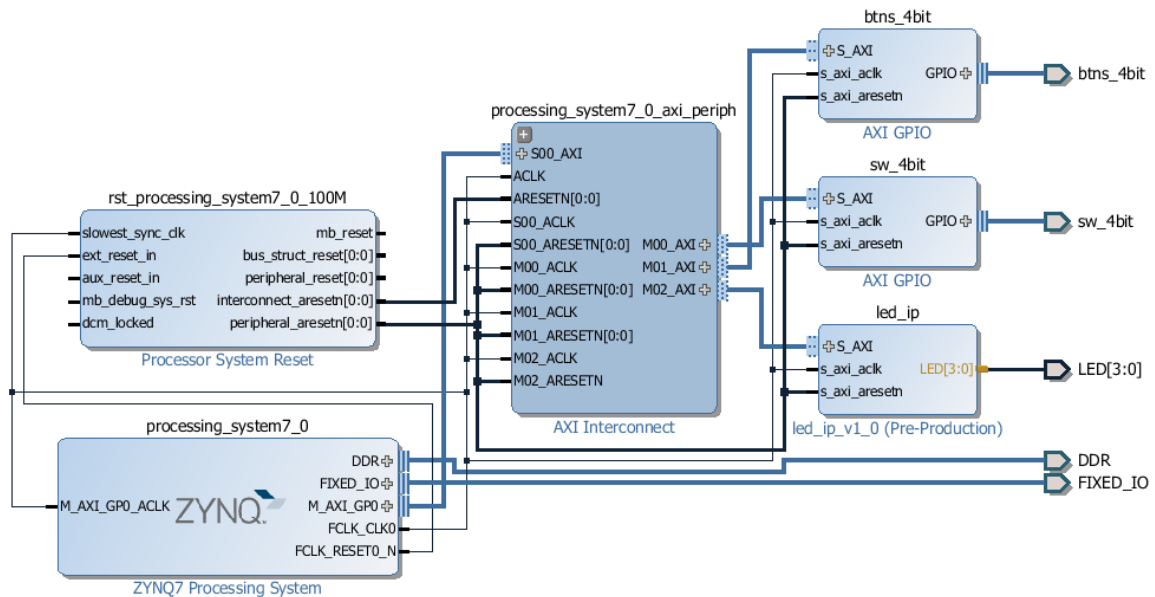 btns_4bit
S_AXI
s_axi_aclk
s_axi_aresetn
GPIO
AXI GPIO
btns_4bit
processing_system7_0_axi_periph
S00_AXI
ACLK
ARESETN[0:0]
S00_ACLK
S00_ARESETN[0:0]
M00_ACLK
M00_ARESETN[0:0]
M01_ACLK
M01_ARESETN[0:0]
M02_ACLK
M02_ARESETN
M00_AXI
M01_AXI
M02_AXI
AXI Interconnect
sw_4bit
S_AXI
s_axi_aclk
s_axi_aresetn
GPIO
AXI GPIO
sw_4bit
rst_processing_system7_0_100M
slowest_sync_clk
ext_reset_in
aux_reset_in
mb_debug_sys_rst
dcm_locked
mb_reset
bus_struct_reset[0:0]
peripheral_reset[0:0]
interconnect_aresetn[0:0]
peripheral_aresetn[0:0]
Processor System Reset
led_ip
S_AXI
s_axi_aclk
s_axi_aresetn
LED[3:0]
led_ip_v1_0 (Pre-Production)
LED[3:0]
processing_system7_0
M_AXI_GP0_ACLK
ZYNQ
DDR
FIXED_IO
M_AXI_GP0
FCLK_CLK0
FCLK_RESET0_N
ZYNQ7 Processing System
DDR
FIXED_IO